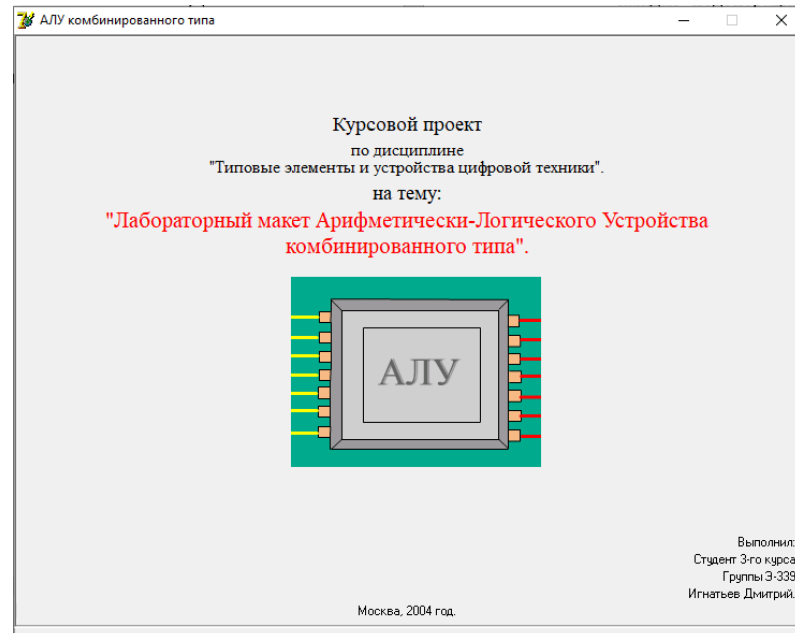 АЛУ комбинированного типа
Курсовой проект
по дисциплине
"Типовые элементы и устройства цифровой техники".
на тему:
"Лабораторный макет Арифметически-Логического Устройства
комбинированного типа".
АЛУ
Выполнил:
Студент 3-го курса
Группы Э-339
Игнатьев Дмитрий.
Москва, 2004 год.